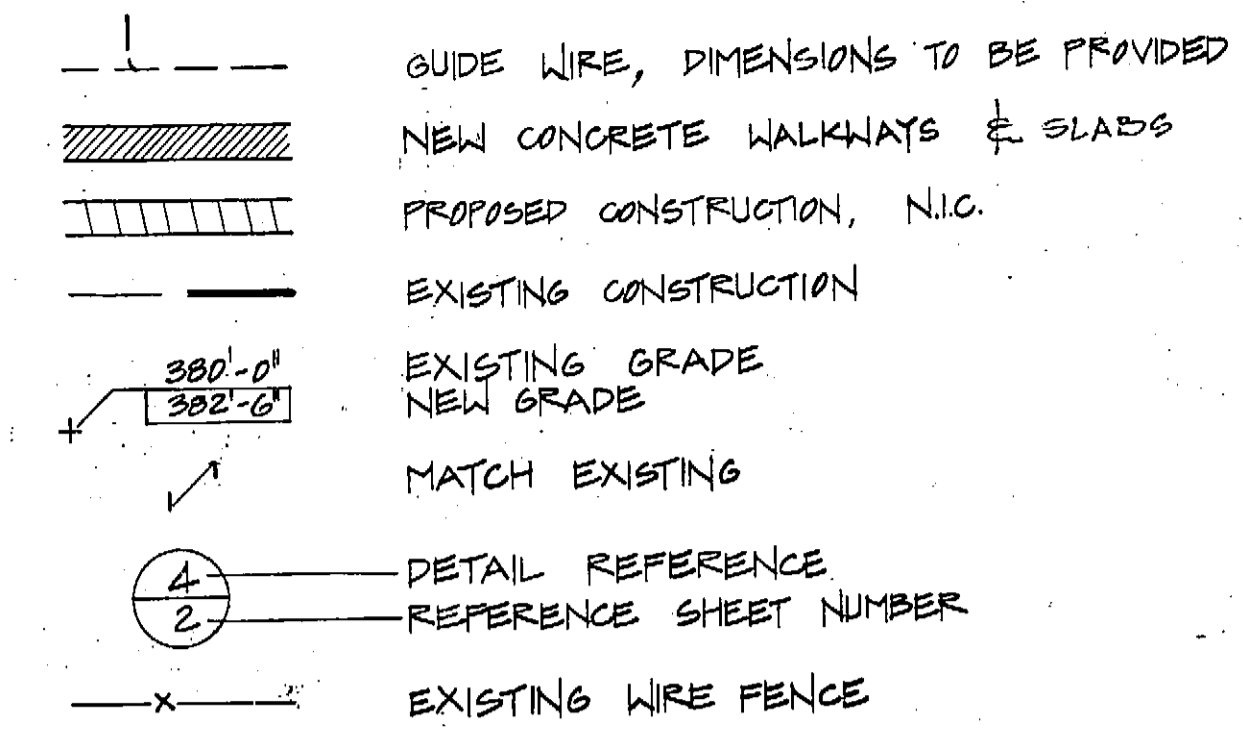 GUIDE WIRE, DIMENSIONS TO BE PROVIDED
NEW CONCRETE WALKWAYS & SLABS
PROPOSED CONSTRUCTION, N.I.C.
EXISTING CONSTRUCTION
380'-0" EXISTING GRADE
382'-6" NEW GRADE
MATCH EXISTING
4 DETAIL REFERENCE
2 REFERENCE SHEET NUMBER
X EXISTING WIRE FENCE